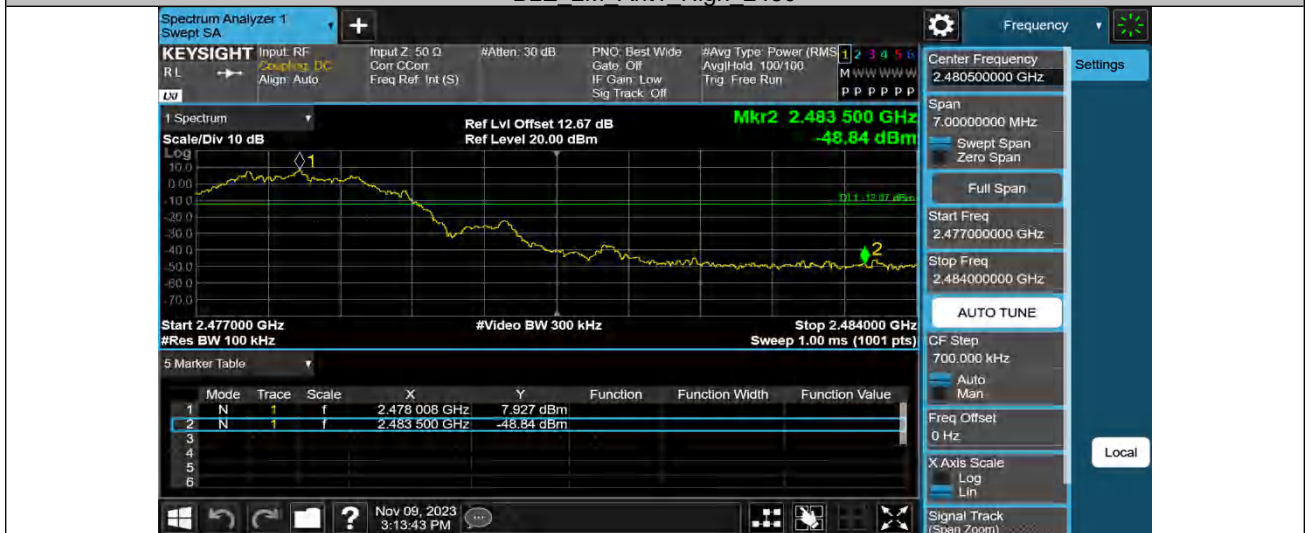 Spectrum Analyzer 1
Swept SA
+
Frequency
KEYSIGHT
RL
LXI
Input: RF
Coupling: DC
Align: Auto
Input Z: 50 Ω
Corr CCorr
Freq Ref: Int (S)
#Atten: 30 dB
PNO: Best Wide
Gate: Off
IF Gain: Low
Sig Track: Off
#Avg Type: Power (RMS
Avg|Hold: 100/100
Trig: Free Run
1 2 3 4 5 6
M W W W W W
P P P P P P
Center Frequency
2.480500000 GHz
Settings
1 Spectrum
Scale/Div 10 dB
Ref Lvl Offset 12.67 dB
Ref Level 20.00 dBm
Mkr2 2.483 500 GHz
-48.84 dBm
Span
7.00000000 MHz
Swept Span
Zero Span
Full Span
Start Freq
2.477000000 GHz
Stop Freq
2.484000000 GHz
AUTO TUNE
CF Step
700.000 kHz
Auto
Man
Freq Offset
0 Hz
X Axis Scale
Log
Lin
Signal Track
(Span Zoom)
Local
Log
10.0
0.00
-10.0
-20.0
-30.0
-40.0
-50.0
-60.0
-70.0
1
2
DL1 -12.07 dBm
Start 2.477000 GHz
#Res BW 100 kHz
#Video BW 300 kHz
Stop 2.484000 GHz
Sweep 1.00 ms (1001 pts)
5 Marker Table
Mode Trace Scale X Y Function Function Width Function Value
1 N 1 f 2.478 008 GHz 7.927 dBm
2 N 1 f 2.483 500 GHz -48.84 dBm
3
4
5
6
?
Nov 09, 2023
3:13:43 PM